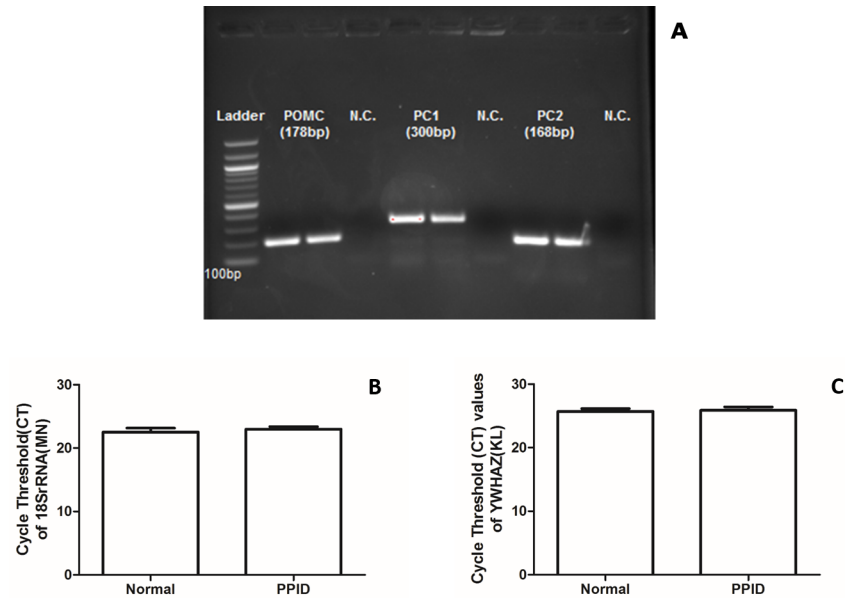 A
Ladder POMC N.C. PC1 N.C. PC2 N.C.
(178bp) (300bp) (168bp)
100bp
B
Cycle Threshold(CT)
of 18SrRNA(MN)
30
20
10
0
Normal PPID
C
Cycle Threshold (CT) values
of YWHAZ(KL)
30
20
10
0
Normal PPID